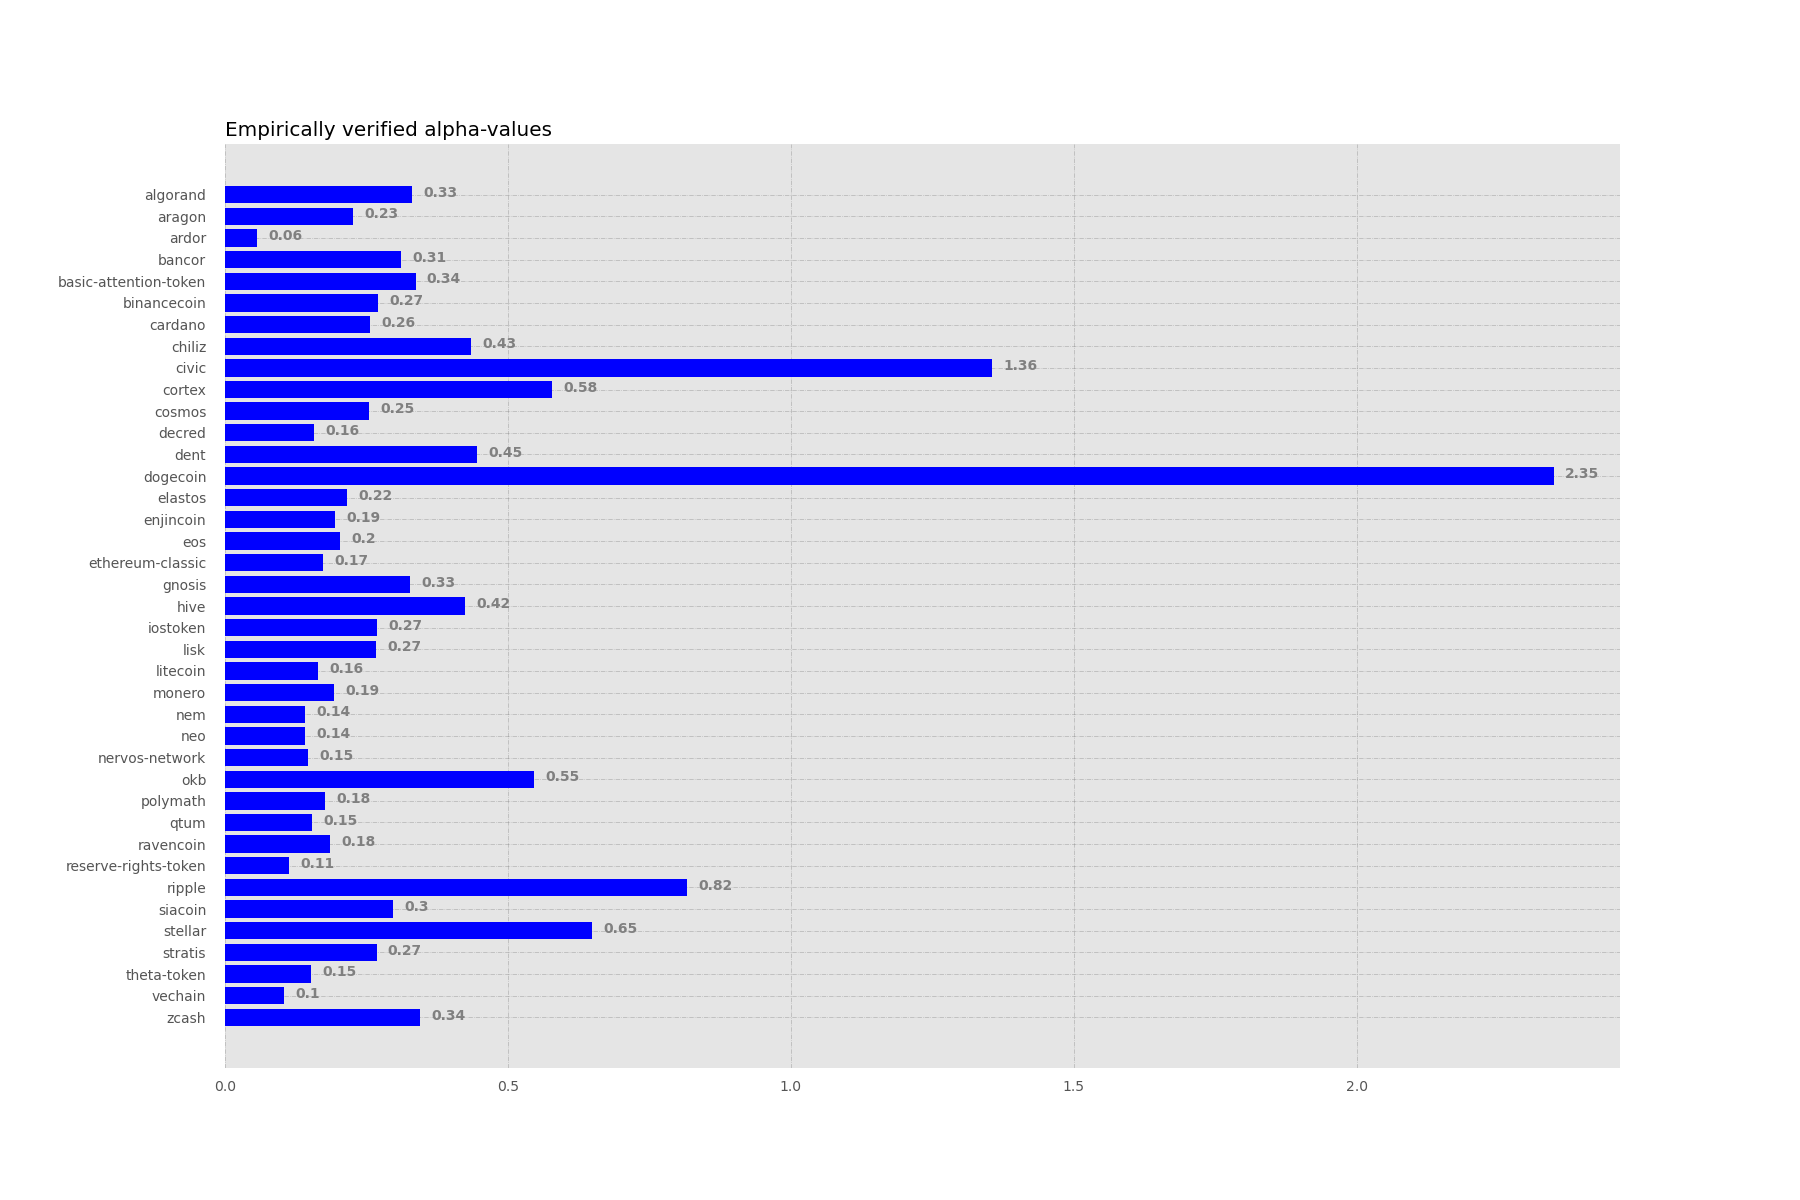 Empirically verified alpha-values
algorand 0.33
aragon 0.23
ardor 0.06
bancor 0.31
basic-attention-token 0.34
binancecoin 0.27
cardano 0.26
chiliz 0.43
civic 1.36
cortex 0.58
cosmos 0.25
decred 0.16
dent 0.45
dogecoin 2.35
elastos 0.22
enjincoin 0.19
eos 0.2
ethereum-classic 0.17
gnosis 0.33
hive 0.42
iostoken 0.27
lisk 0.27
litecoin 0.16
monero 0.19
nem 0.14
neo 0.14
nervos-network 0.15
okb 0.55
polymath 0.18
qtum 0.15
ravencoin 0.18
reserve-rights-token 0.11
ripple 0.82
siacoin 0.3
stellar 0.65
stratis 0.27
theta-token 0.15
vechain 0.1
zcash 0.34
0.0 0.5 1.0 1.5 2.0